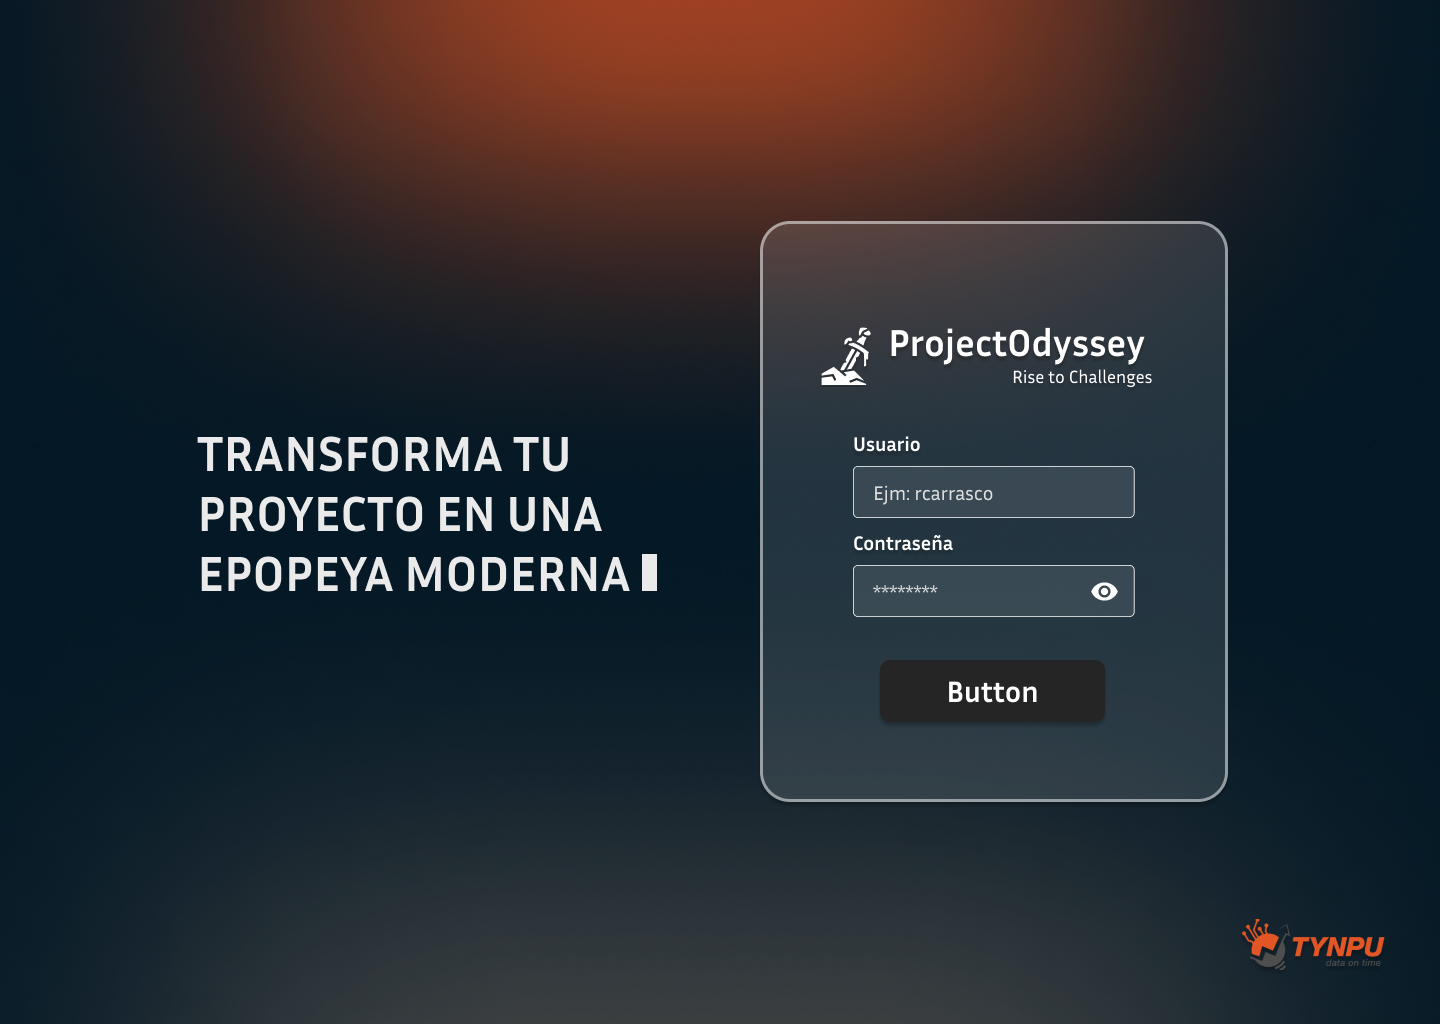 TRANSFORMA TU
PROYECTO EN UNA
EPOPEYA MODERNA
ProjectOdyssey
Rise to Challenges
Usuario
Ejm: rcarrasco
Contraseña
********
Button
TYNPU
data on time